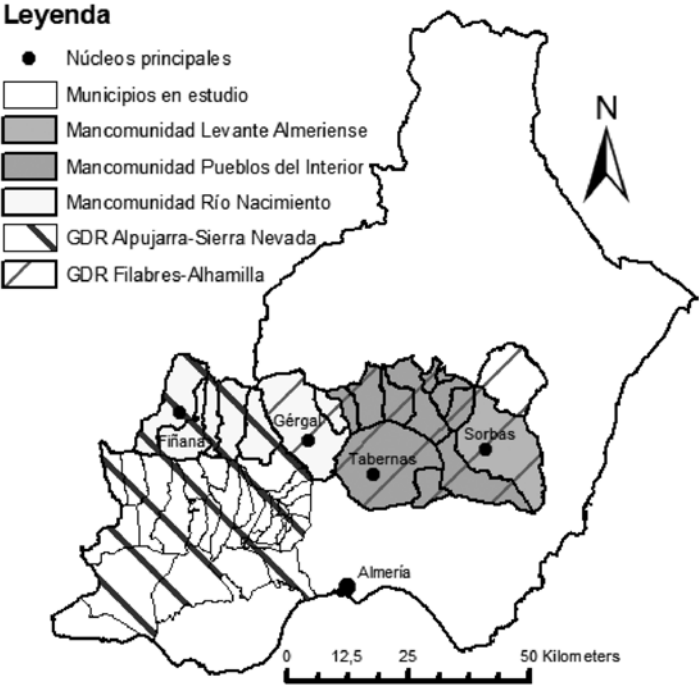 Leyenda
Núcleos principales
Municipios en estudio
Mancomunidad Levante Almeriense
Mancomunidad Pueblos del Interior
Mancomunidad Río Nacimiento
GDR Alpujarra-Sierra Nevada
GDR Filabres-Alhamilla
N
Gérgal
Fiñana
Sorbas
Tabernas
Almería
0 12,5 25 50 Kilometers